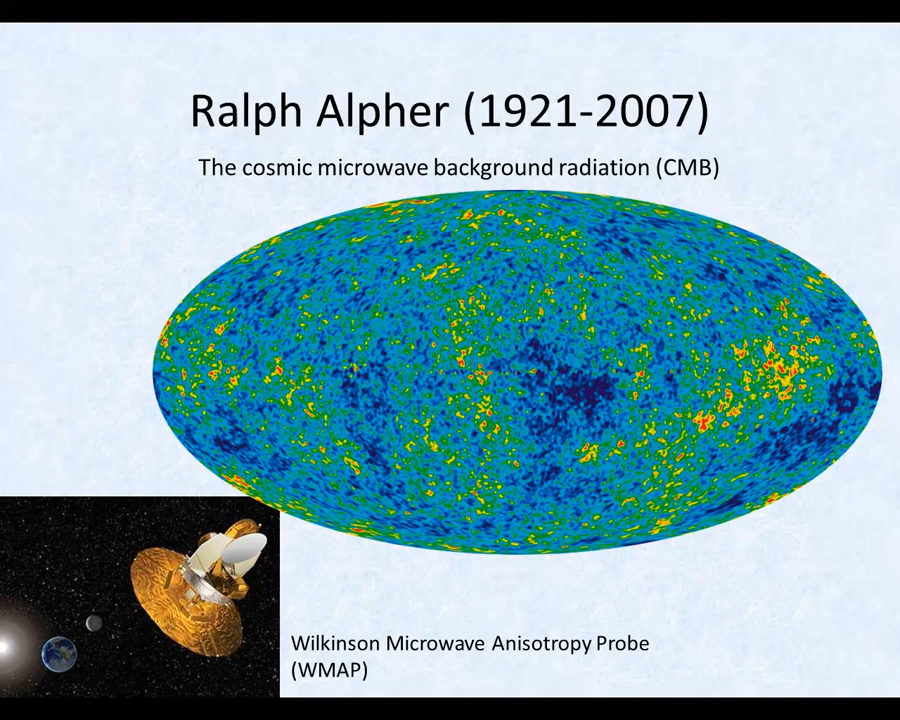 Ralph Alpher (1921-2007)
The cosmic microwave background radiation (CMB)
Wilkinson Microwave Anisotropy Probe
(WMAP)